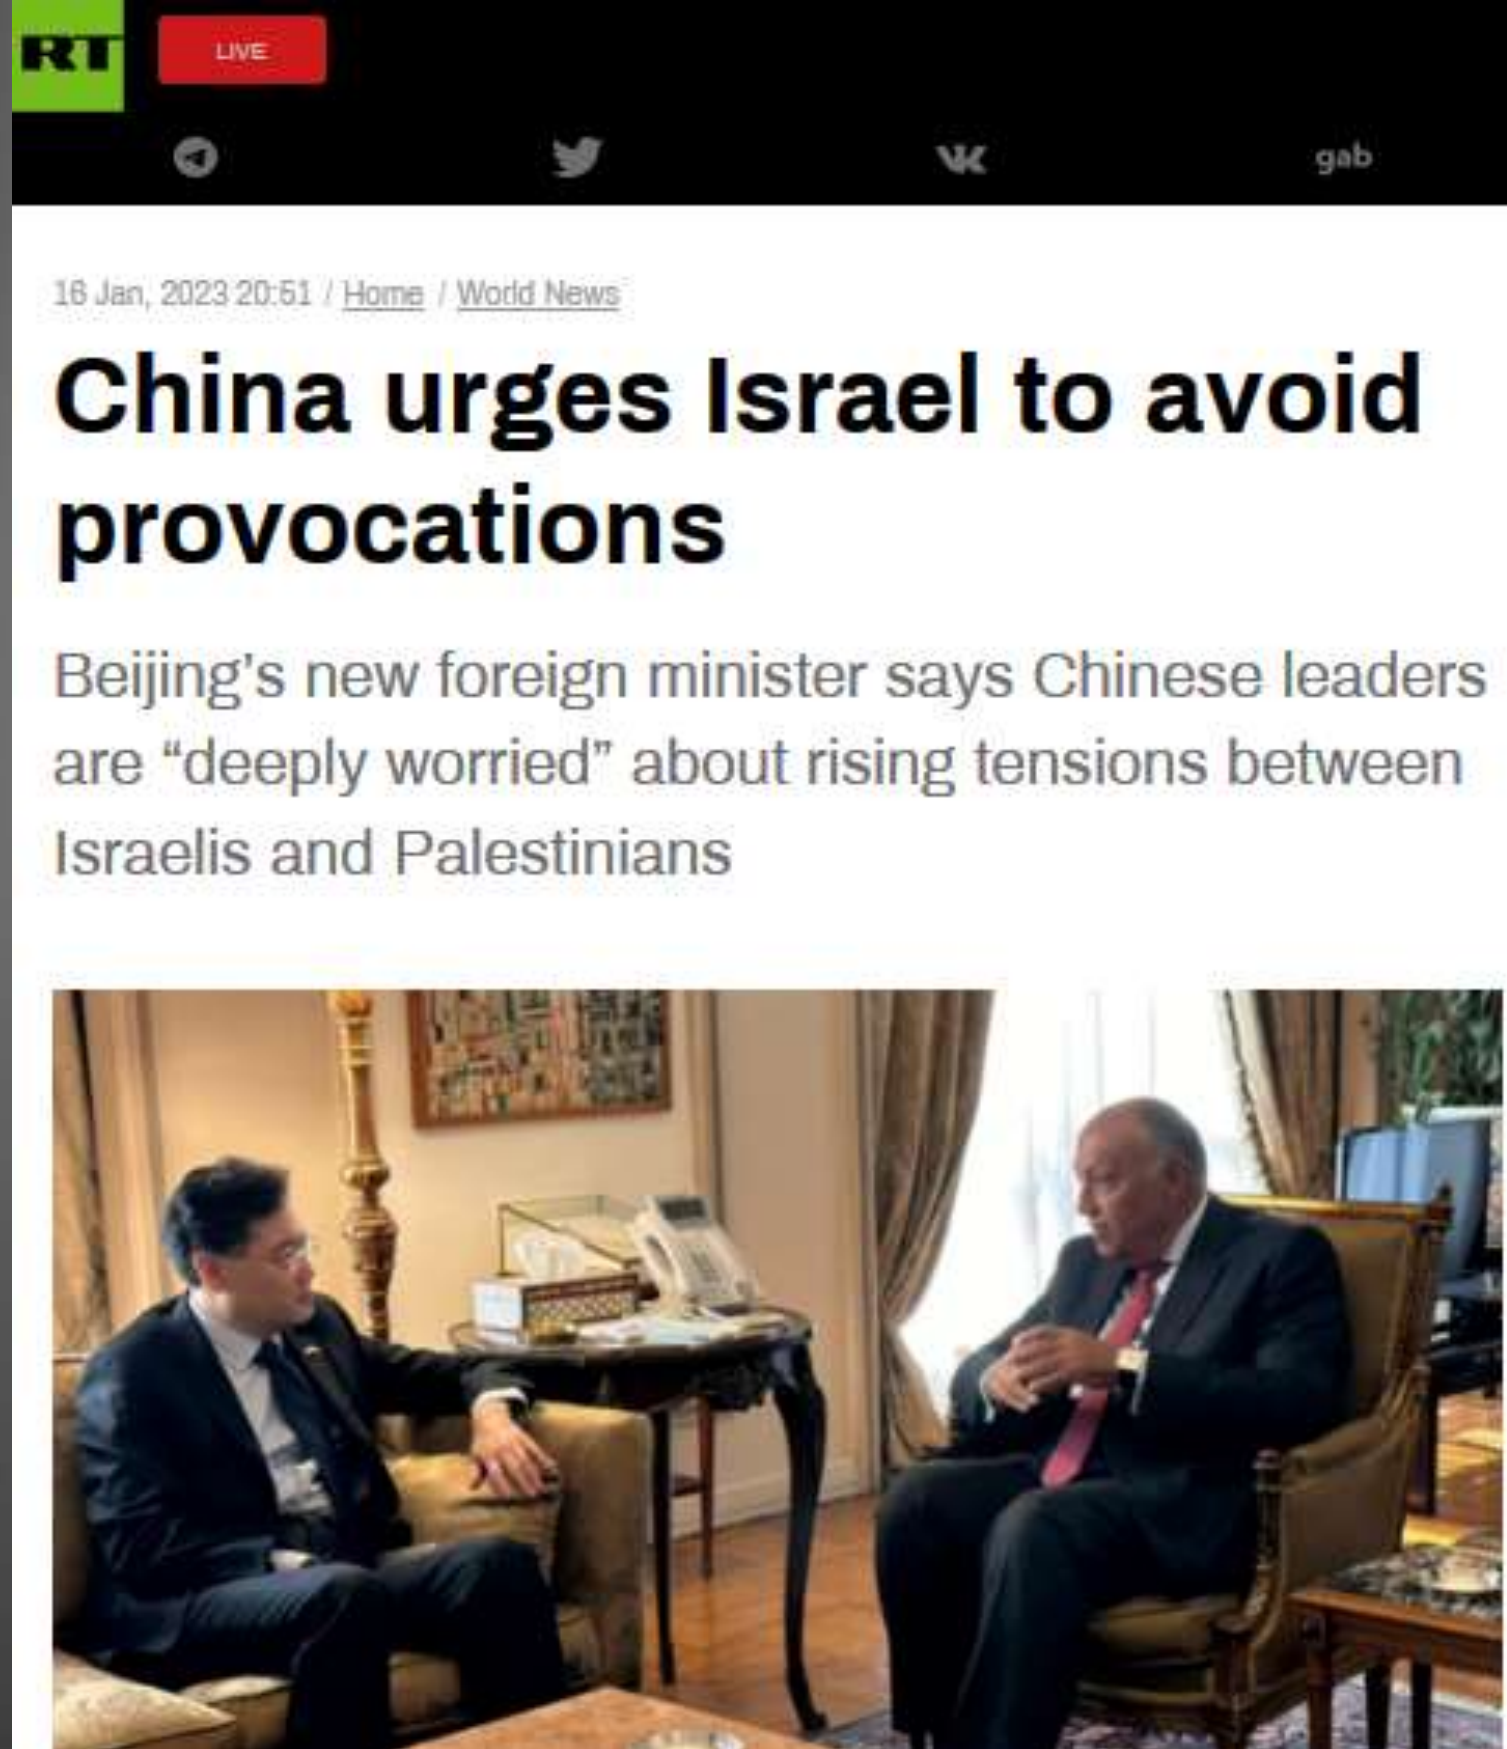 RT
LIVE
gab
16 Jan, 2023 20:51 / Home / World News
China urges Israel to avoid
provocations
Beijing's new foreign minister says Chinese leaders
are “deeply worried” about rising tensions between
Israelis and Palestinians